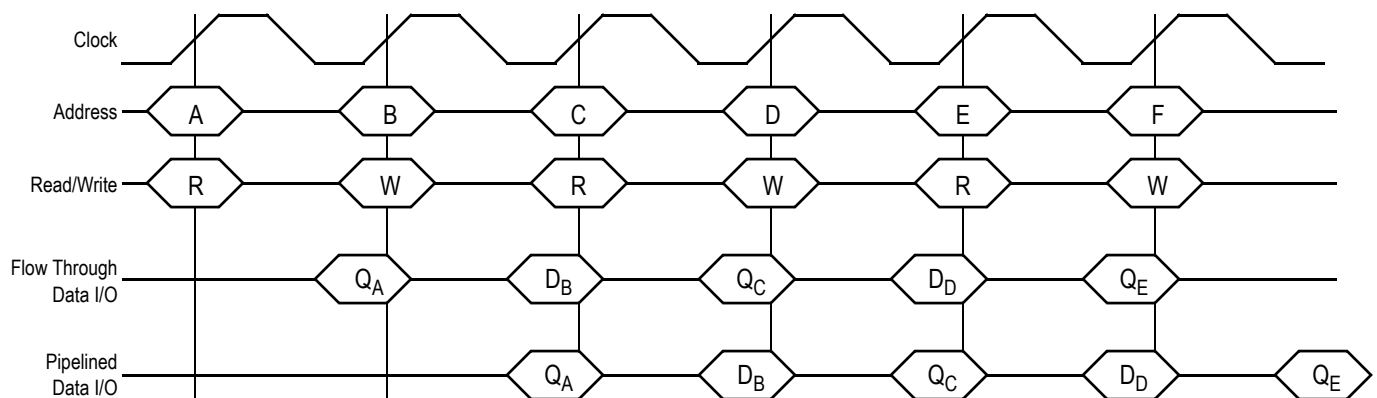 Clock
Address A B C D E F
Read/Write R W R W R W
Flow Through
Data I/O QA DB QC DD QE
Pipelined
Data I/O QA DB QC DD QE